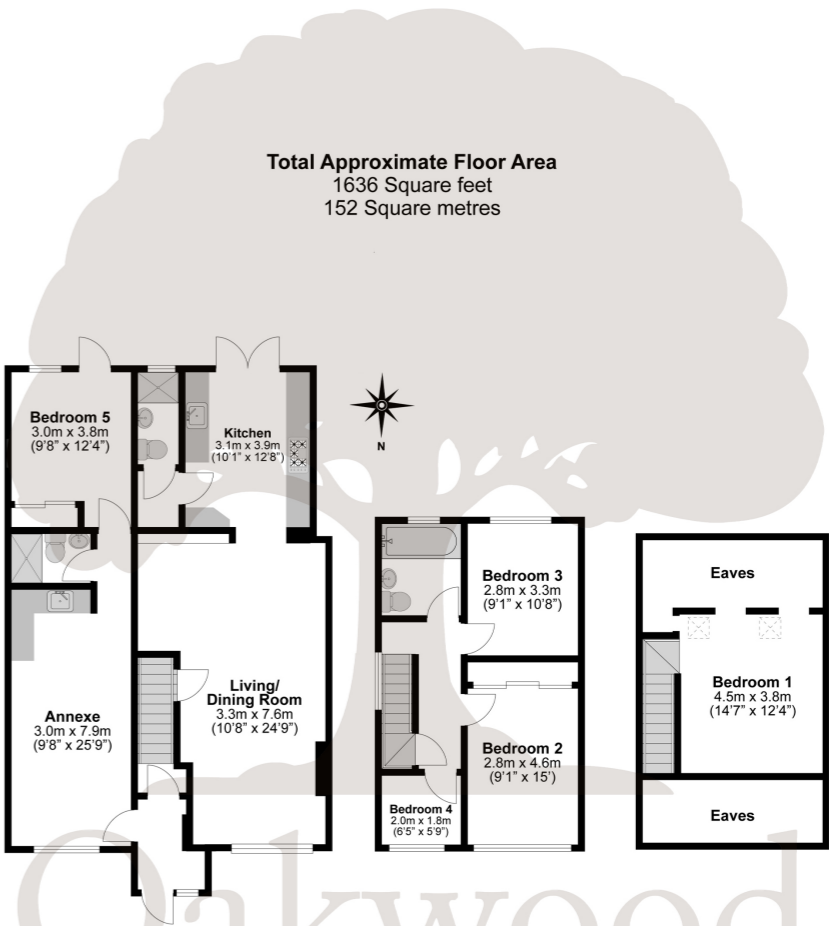 Total Approximate Floor Area
1636 Square feet
152 Square metres
Bedroom 5
3.0m x 3.8m
(9'8" x 12'4")
Kitchen
3.1m x 3.9m
(10'1" x 12'8")
N
Annexe
3.0m x 7.9m
(9'8" x 25'9")
Living/
Dining Room
3.3m x 7.6m
(10'8" x 24'9")
Bedroom 3
2.8m x 3.3m
(9'1" x 10'8")
Bedroom 2
2.8m x 4.6m
(9'1" x 15')
Bedroom 4
2.0m x 1.8m
(6'5" x 5'9")
Eaves
Bedroom 1
4.5m x 3.8m
(14'7" x 12'4")
Eaves
Oakwood